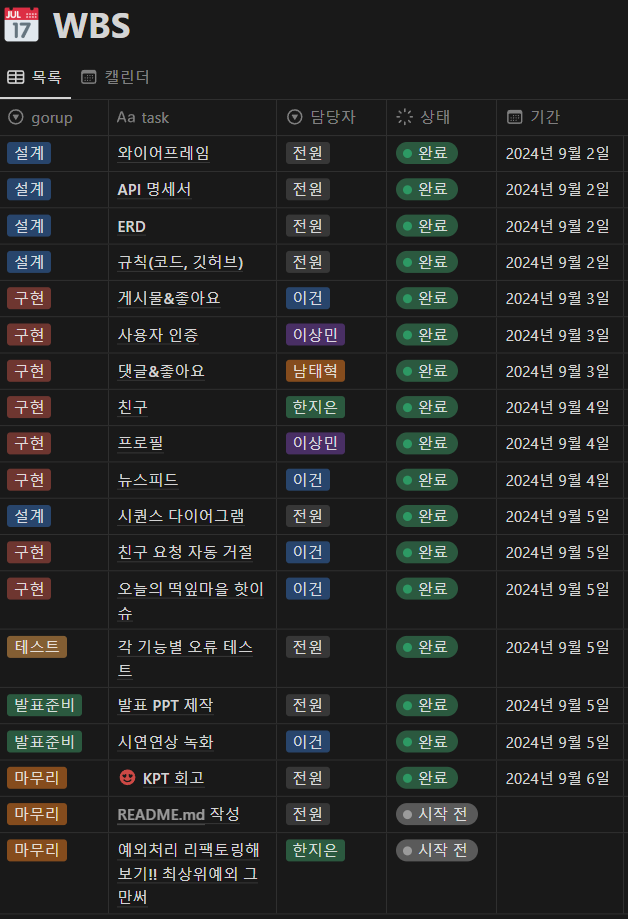 JUL
17
WBS
목록 캘린더
gorup Aa task 담당자 상태 기간
설계 와이어프레임 전원 완료 2024년 9월 2일
설계 API 명세서 전원 완료 2024년 9월 2일
설계 ERD 전원 완료 2024년 9월 2일
설계 규칙(코드, 깃허브) 전원 완료 2024년 9월 2일
구현 게시물&좋아요 이건 완료 2024년 9월 3일
구현 사용자 인증 이상민 완료 2024년 9월 3일
구현 댓글&좋아요 남태혁 완료 2024년 9월 3일
구현 친구 한지은 완료 2024년 9월 4일
구현 프로필 이상민 완료 2024년 9월 4일
구현 뉴스피드 이건 완료 2024년 9월 4일
설계 시퀀스 다이어그램 전원 완료 2024년 9월 5일
구현 친구 요청 자동 거절 이건 완료 2024년 9월 5일
구현 오늘의 떡잎마을 핫이 이건 완료 2024년 9월 5일
슈
테스트 각 기능별 오류 테스 전원 완료 2024년 9월 5일
트
발표준비 발표 PPT 제작 전원 완료 2024년 9월 5일
발표준비 시연연상 녹화 이건 완료 2024년 9월 5일
마무리 KPT 회고 전원 완료 2024년 9월 6일
마무리 README.md 작성 전원 시작 전
마무리 예외처리 리팩토링해 한지은 시작 전
보기!! 최상위예외 그
만써